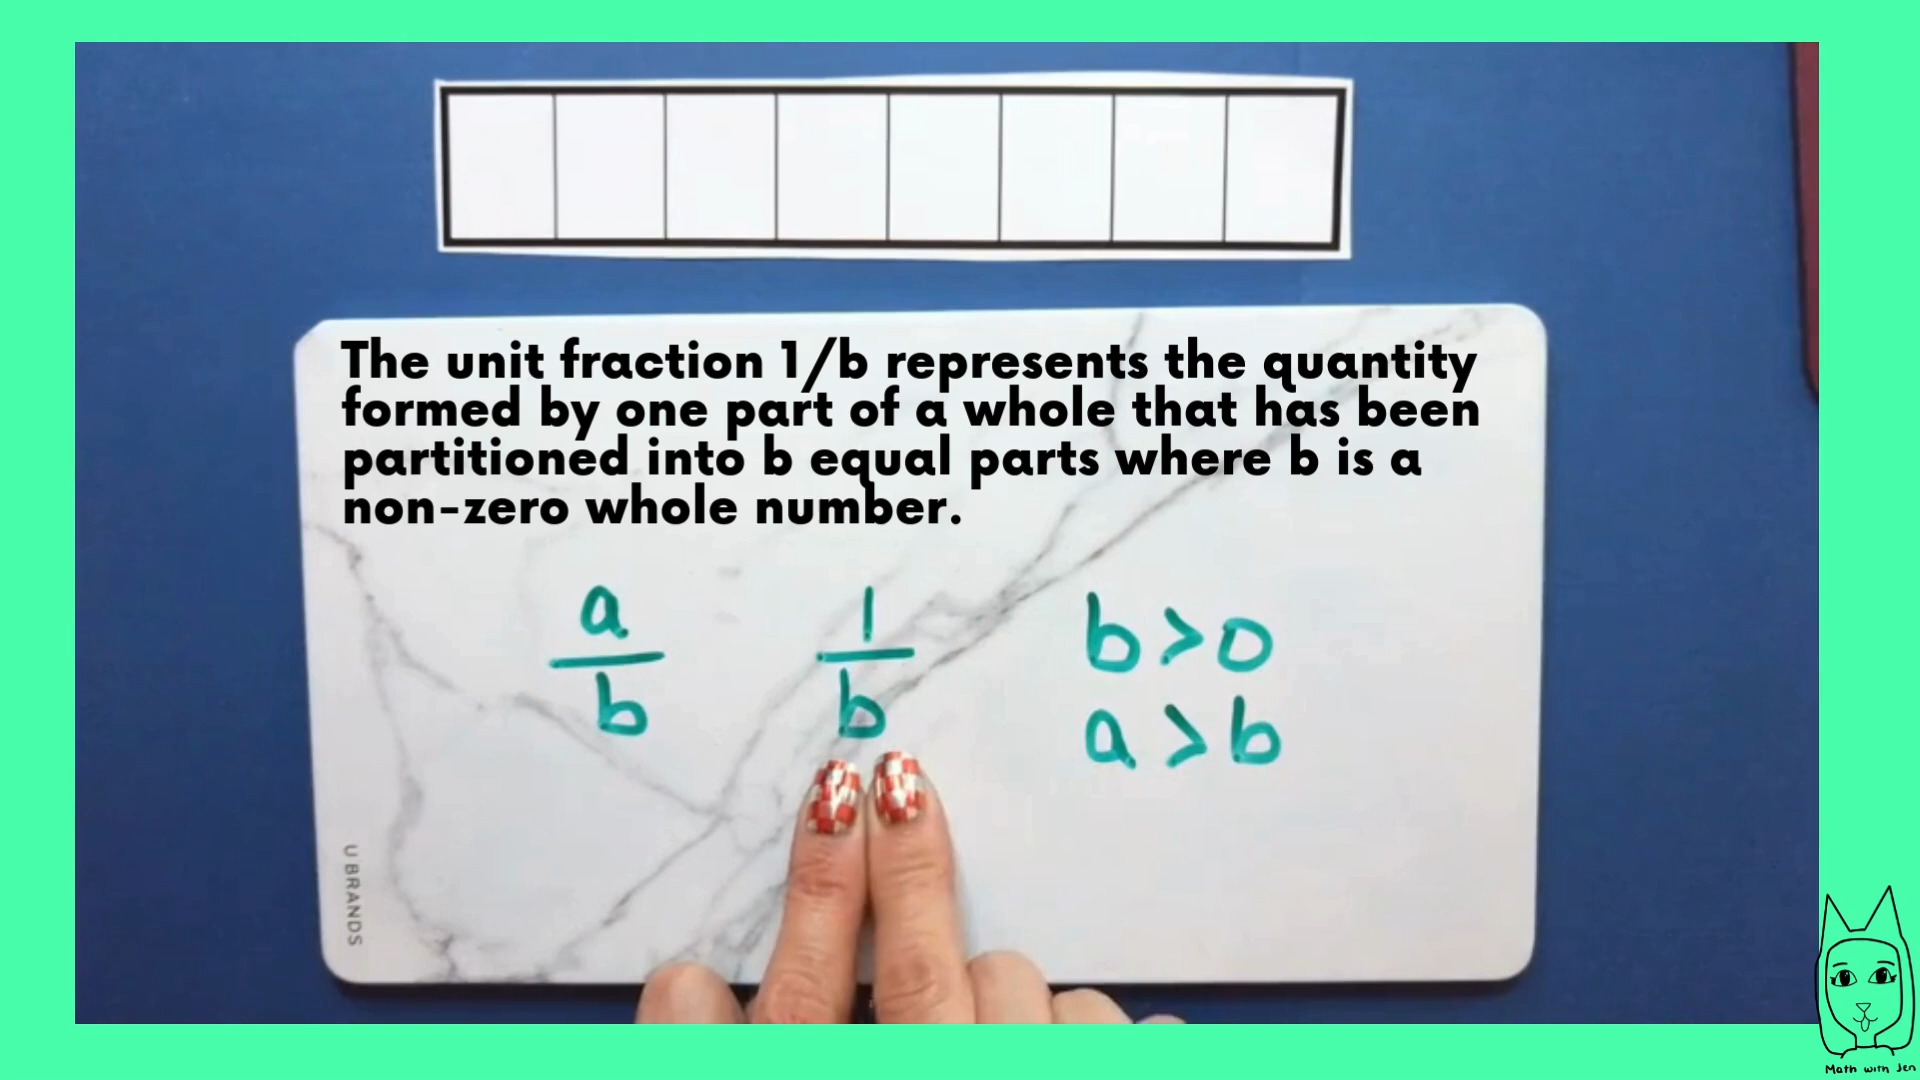 The unit fraction 1/b represents the quantity
formed by one part of a whole that has been
partitioned into b equal parts where b is a
non-zero whole number.
a
b
1
b
b>0
a>b
U BRANDS
Math with Jen